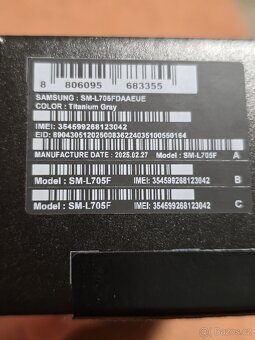 8 806095 683355
SAMSUNG : SM-L705FDAAEUE
COLOR : Titanium Gray
IMEI: 354599268123042
EID: 89043051202500836224035100550164
MANUFACTURE DATE : 2025.02.27 Model : SM-L705F A
Model : SM-L705F IMEI: 354599268123042 B
Model : SM-L705F IMEI: 354599268123042 C